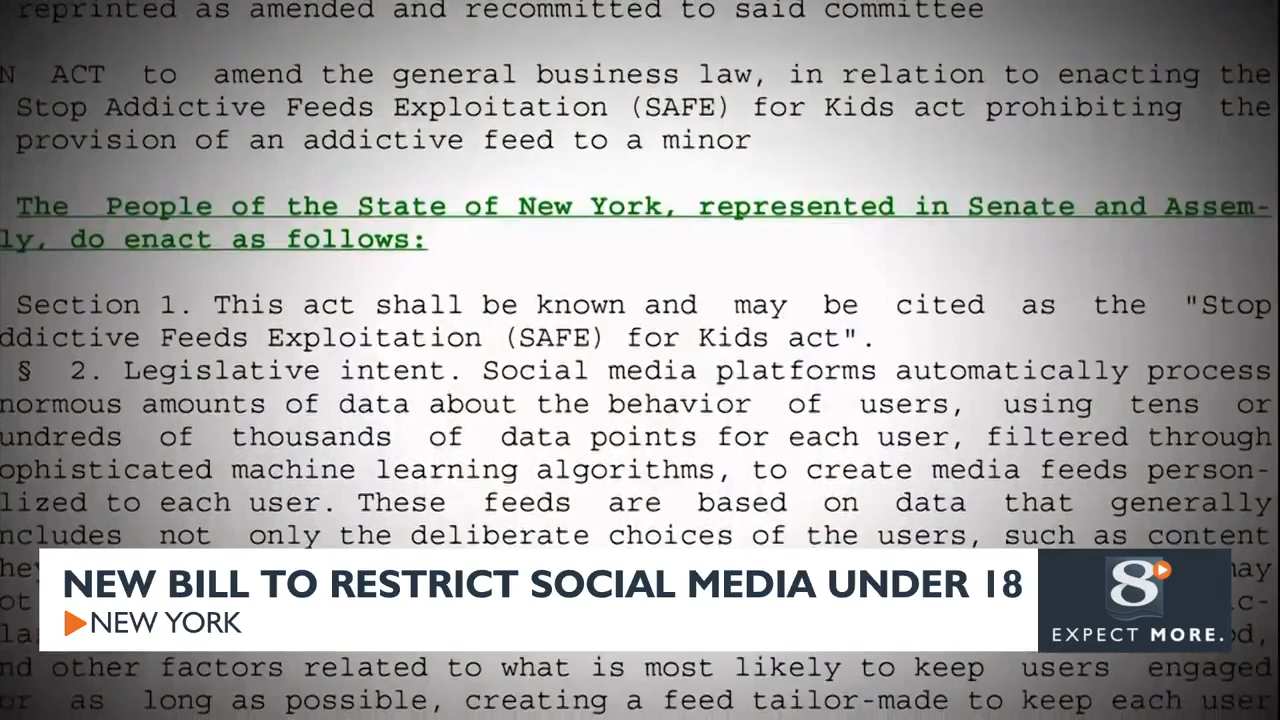 reprinted as amended and recommitted to said committee
N ACT to amend the general business law, in relation to enacting the
Stop Addictive Feeds Exploitation (SAFE) for Kids act prohibiting the
provision of an addictive feed to a minor
The People of the State of New York, represented in Senate and Assem-
ly, do enact as follows:
Section 1. This act shall be known and may be cited as the "Stop
ddictive Feeds Exploitation (SAFE) for Kids act".
§ 2. Legislative intent. Social media platforms automatically process
normous amounts of data about the behavior of users, using tens or
undreds of thousands of data points for each user, filtered through
ophisticated machine learning algorithms, to create media feeds person-
lized to each user. These feeds are based on data that generally
ncludes not only the deliberate choices of the users, such as content
NEW BILL TO RESTRICT SOCIAL MEDIA UNDER 18
NEW YORK
8
EXPECT MORE.
nd other factors related to what is most likely to keep users engaged
or as long as possible, creating a feed tailor-made to keep each user